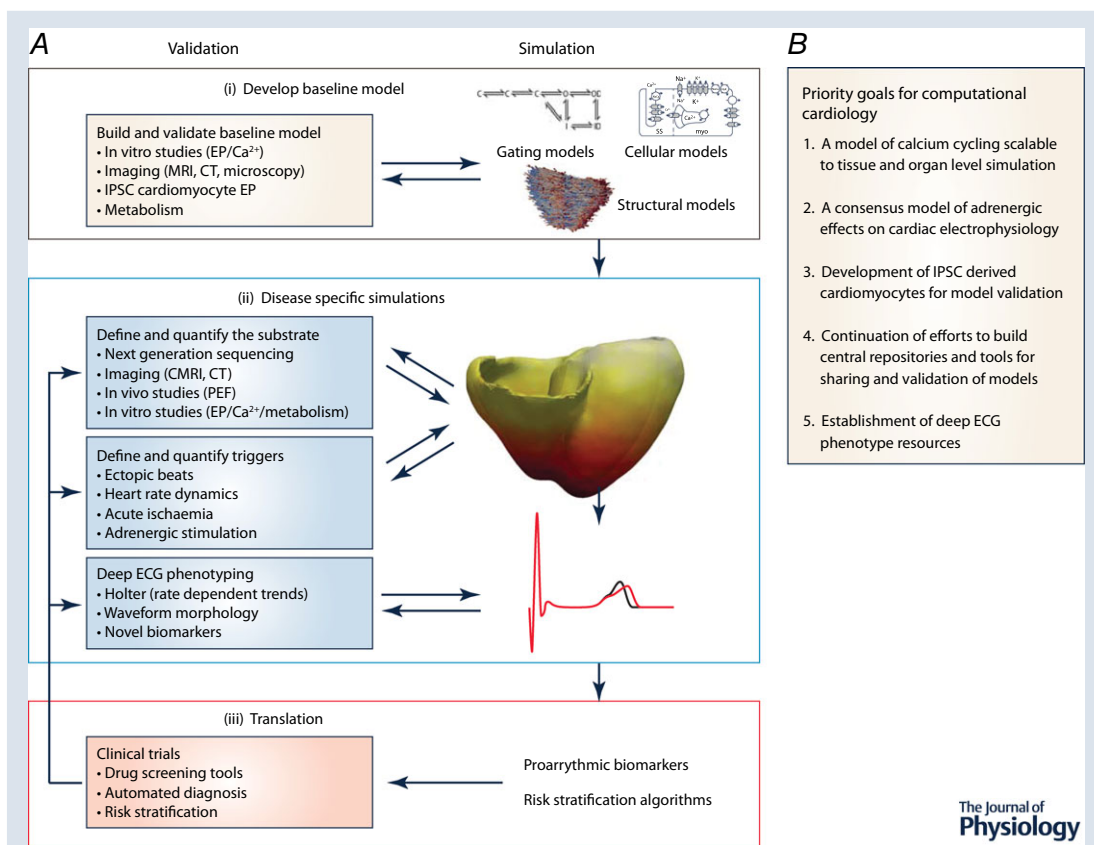 A
Validation
Simulation
(i) Develop baseline model
Build and validate baseline model
• In vitro studies (EP/Ca²⁺)
• Imaging (MRI, CT, microscopy)
• IPSC cardiomyocyte EP
• Metabolism
C C C O OC
I
Na⁺ K⁺
Ca²⁺
Na⁺ K⁺
Ca²⁺
SS myo
Gating models
Cellular models
Structural models
(ii) Disease specific simulations
Define and quantify the substrate
• Next generation sequencing
• Imaging (CMRI, CT)
• In vivo studies (PEF)
• In vitro studies (EP/Ca²⁺/metabolism)
Define and quantify triggers
• Ectopic beats
• Heart rate dynamics
• Acute ischaemia
• Adrenergic stimulation
Deep ECG phenotyping
• Holter (rate dependent trends)
• Waveform morphology
• Novel biomarkers
(iii) Translation
Clinical trials
• Drug screening tools
• Automated diagnosis
• Risk stratification
Proarrythmic biomarkers
Risk stratification algorithms
B
Priority goals for computational
cardiology
1. A model of calcium cycling scalable
to tissue and organ level simulation
2. A consensus model of adrenergic
effects on cardiac electrophysiology
3. Development of IPSC derived
cardiomyocytes for model validation
4. Continuation of efforts to build
central repositories and tools for
sharing and validation of models
5. Establishment of deep ECG
phenotype resources
The Journal of
Physiology